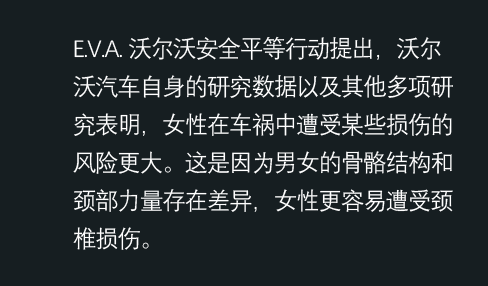 E.V.A. 沃尔沃安全平等行动提出，沃尔
沃汽车自身的研究数据以及其他多项研
究表明，女性在车祸中遭受某些损伤的
风险更大。这是因为男女的骨骼结构和
颈部力量存在差异，女性更容易遭受颈
椎损伤。